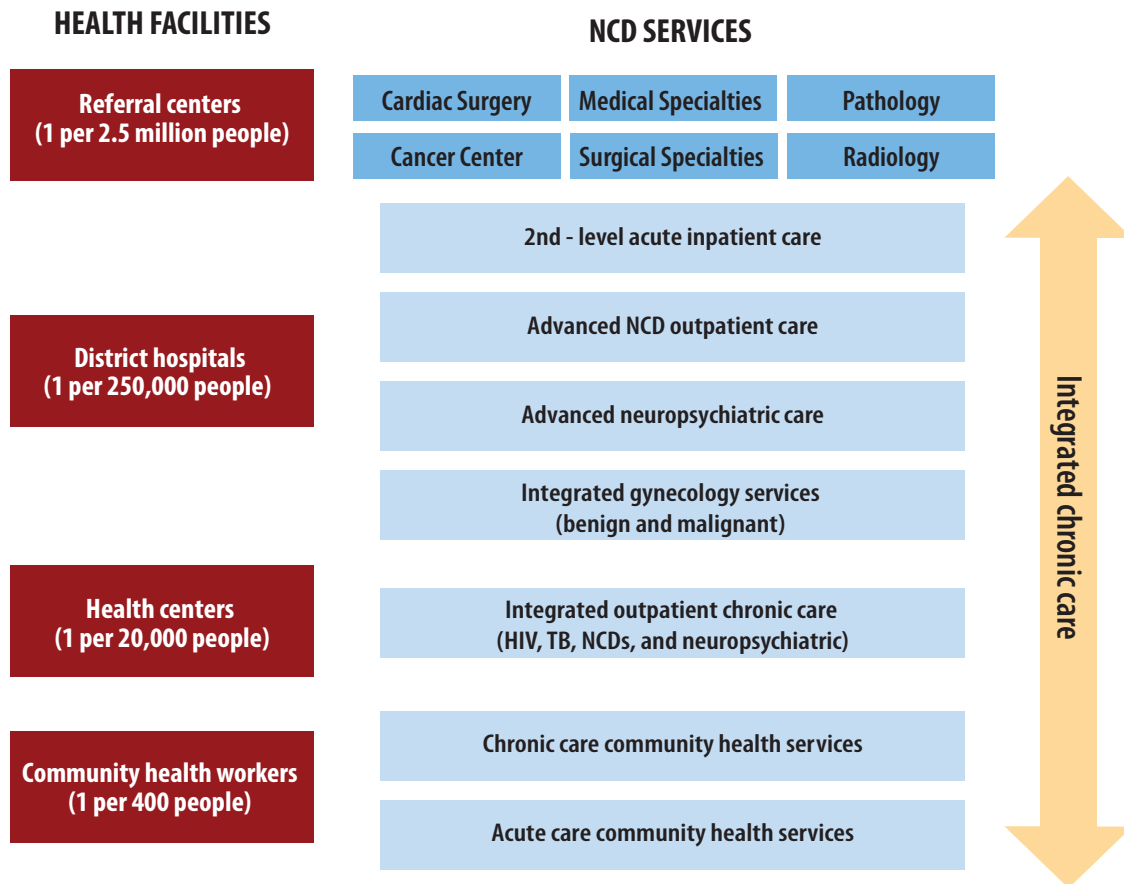 HEALTH FACILITIES
NCD SERVICES
Referral centers
(1 per 2.5 million people)
Cardiac Surgery
Medical Specialties
Pathology
Cancer Center
Surgical Specialties
Radiology
2nd - level acute inpatient care
District hospitals
(1 per 250,000 people)
Advanced NCD outpatient care
Advanced neuropsychiatric care
Integrated gynecology services
(benign and malignant)
Health centers
(1 per 20,000 people)
Integrated outpatient chronic care
(HIV, TB, NCDs, and neuropsychiatric)
Community health workers
(1 per 400 people)
Chronic care community health services
Acute care community health services
Integrated chronic care